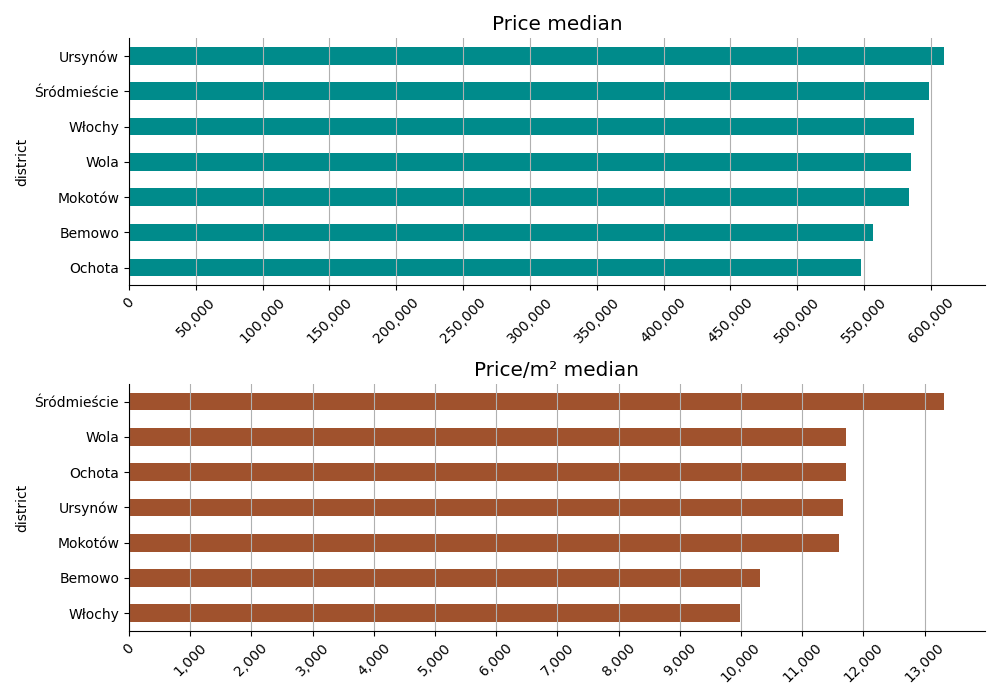 Price median
district
Ursynów
Śródmieście
Włochy
Wola
Mokotów
Bemowo
Ochota
0
50,000
100,000
150,000
200,000
250,000
300,000
350,000
400,000
450,000
500,000
550,000
600,000
Price/m² median
district
Śródmieście
Wola
Ochota
Ursynów
Mokotów
Bemowo
Włochy
0
1,000
2,000
3,000
4,000
5,000
6,000
7,000
8,000
9,000
10,000
11,000
12,000
13,000